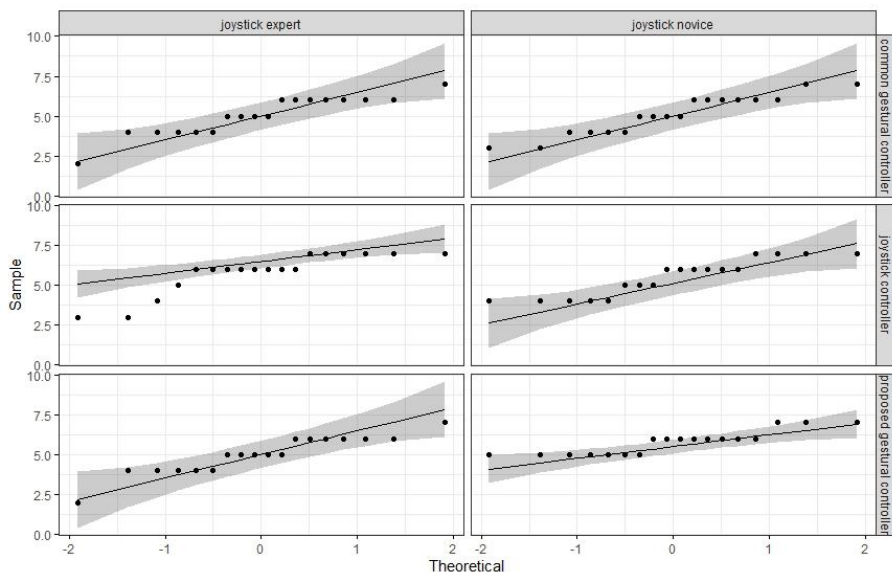 joystick expert
joystick novice
10.0
7.5
5.0
2.5
0.0
common gestural controller
10.0
7.5
5.0
2.5
0.0
joystick controller
10.0
7.5
5.0
2.5
0.0
proposed gestural controller
Sample
-2 -1 0 1 2
-2 -1 0 1 2
Theoretical